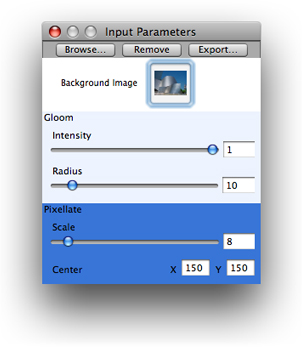 Input Parameters
Browse... Remove Export...
Background Image
Gloom
Intensity
1
Radius
10
Pixellate
Scale
8
Center X 150 Y 150